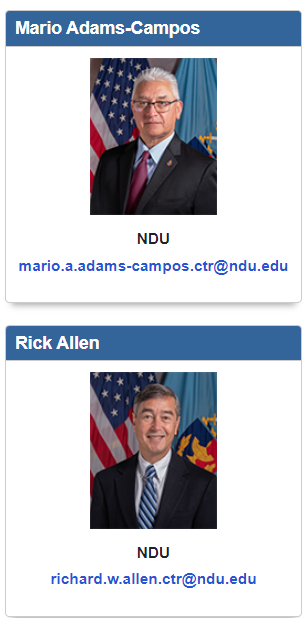 Mario Adams-Campos
NDU
mario.a.adams-campos.ctr@ndu.edu
Rick Allen
NDU
richard.w.allen.ctr@ndu.edu